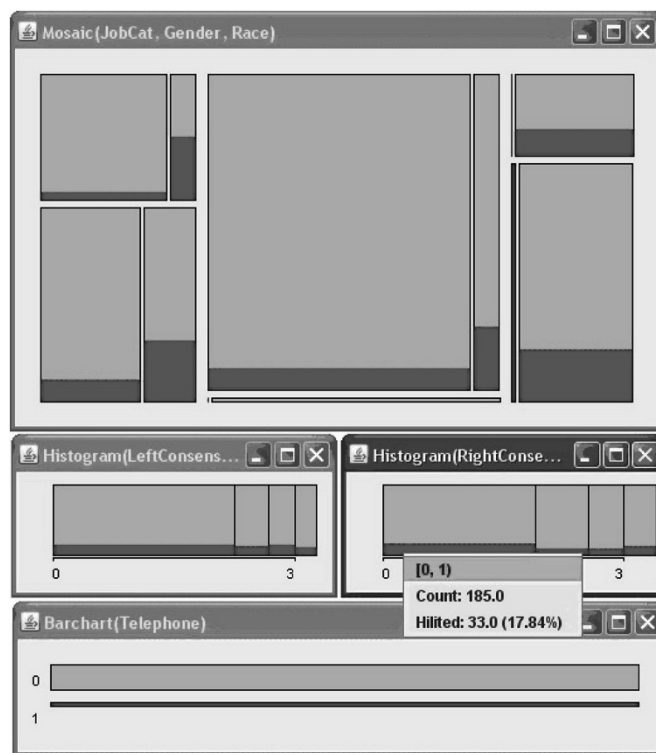 Mosaic(JobCat, Gender, Race)
Histogram(LeftConsens...
Histogram(RightConse...
0 3
0 3
[0, 1)
Count: 185.0
Hilited: 33.0 (17.84%)
Barchart(Telephone)
0
1